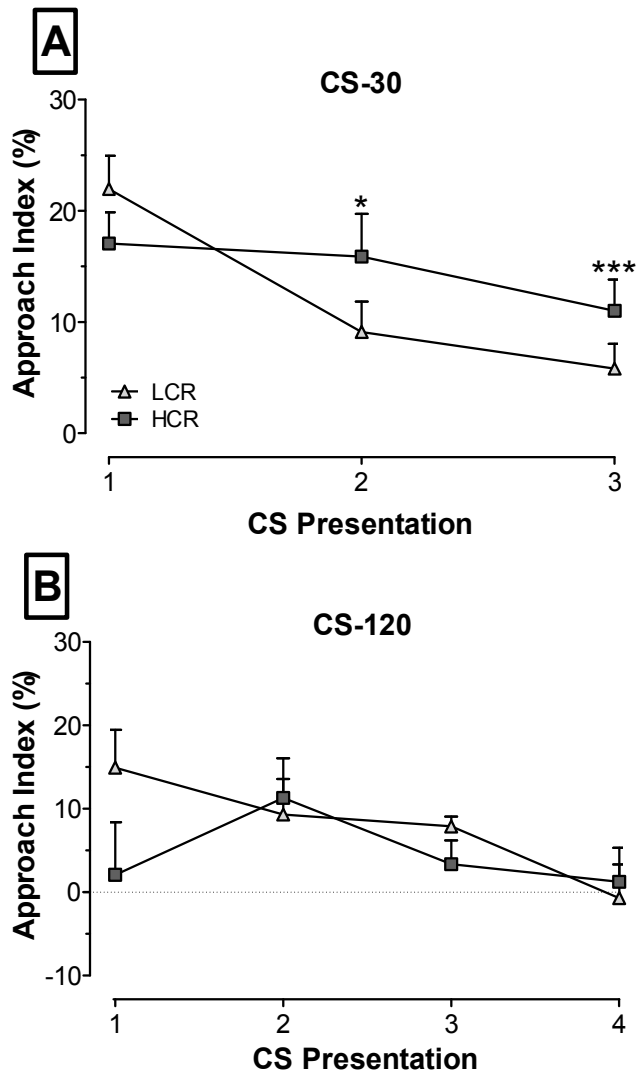 A
CS-30
Approach Index (%)
30
20
10
0
*
***
LCR
HCR
1 2 3
CS Presentation
B
CS-120
Approach Index (%)
30
20
10
0
-10
1 2 3 4
CS Presentation